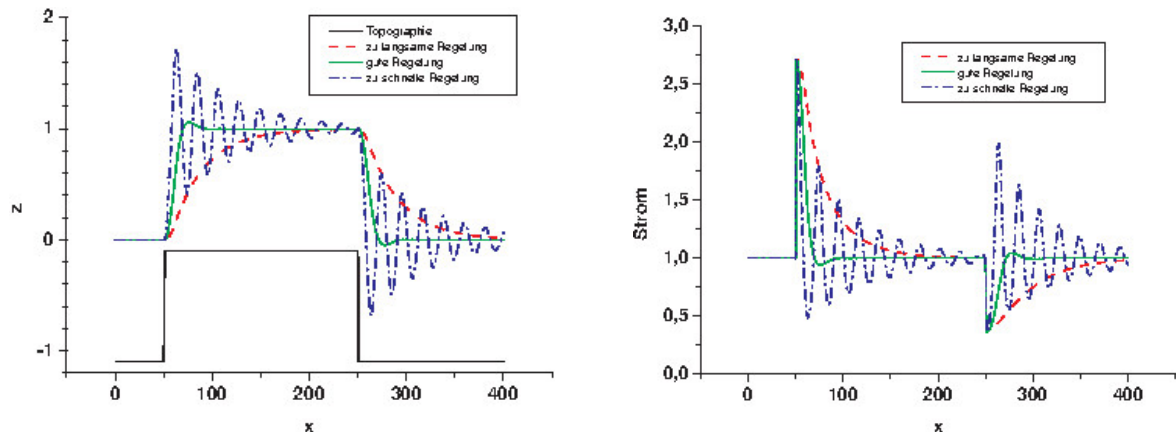 2
1
0
-1
z
0
100
200
300
400
x
Topographie
zu langsame Regelung
gute Regelung
zu schnelle Regelung
3,0
2,5
2,0
1,5
1,0
0,5
0,0
Strom
0
100
200
300
400
x
zu langsame Regelung
gute Regelung
zu schnelle Regelung